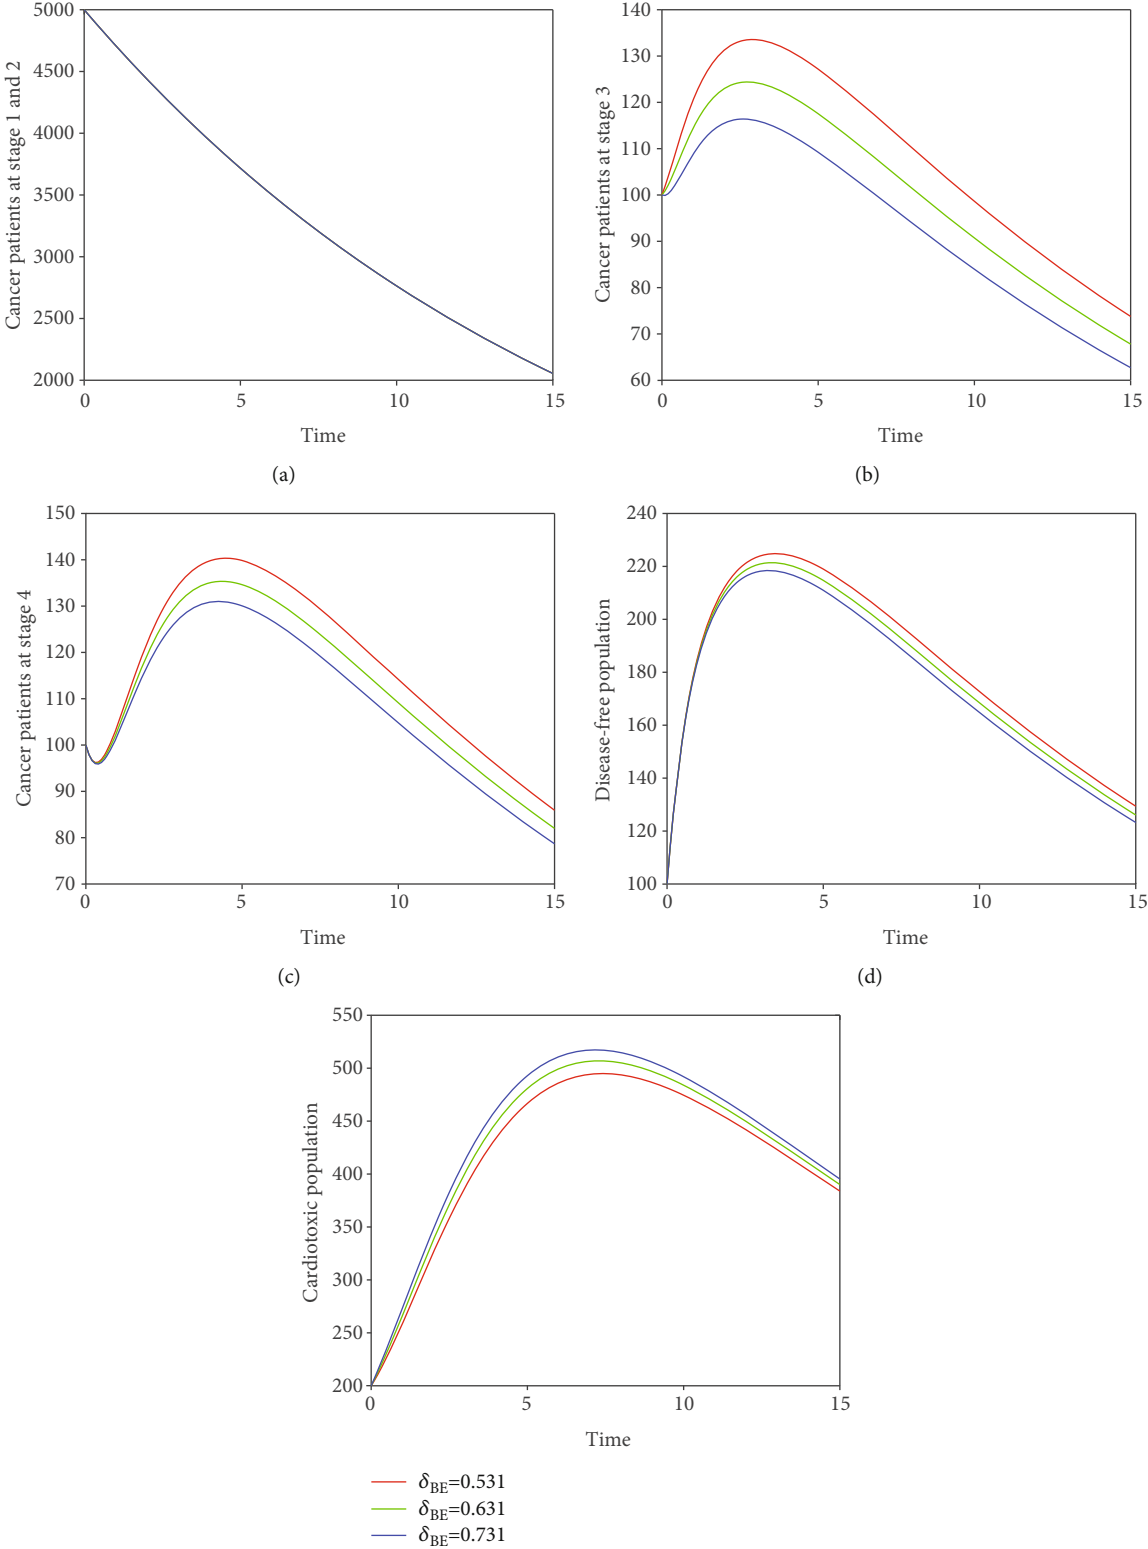 Cancer patients at stage 1 and 2
5000
4500
4000
3500
3000
2500
2000
0 5 10 15
Time
(a)
Cancer patients at stage 3
140
130
120
110
100
90
80
70
60
0 5 10 15
Time
(b)
Cancer patients at stage 4
150
140
130
120
110
100
90
80
70
0 5 10 15
Time
(c)
Disease-free population
240
220
200
180
160
140
120
100
0 5 10 15
Time
(d)
Cardiotoxic population
550
500
450
400
350
300
250
200
0 5 10 15
Time
δBE=0.531
δBE=0.631
δBE=0.731